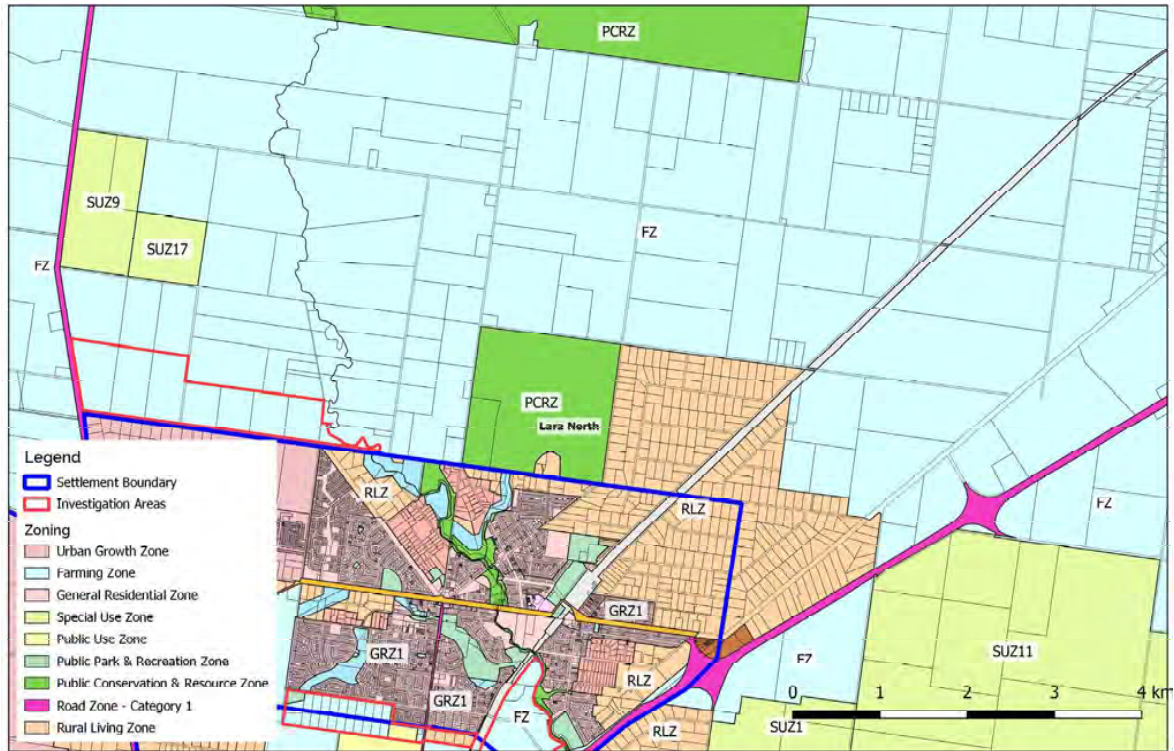 PCRZ
SUZ9
SUZ17
FZ
FZ
PCRZ
Lara North
RLZ
RLZ
FZ
GRZ1
GRZ1
RLZ
FZ
SUZ11
GRZ1
FZ
RLZ
SUZ1
Legend
Settlement Boundary
Investigation Areas
Zoning
Urban Growth Zone
Farming Zone
General Residential Zone
Special Use Zone
Public Use Zone
Public Park & Recreation Zone
Public Conservation & Resource Zone
Road Zone - Category 1
Rural Living Zone
0 1 2 3 4 km